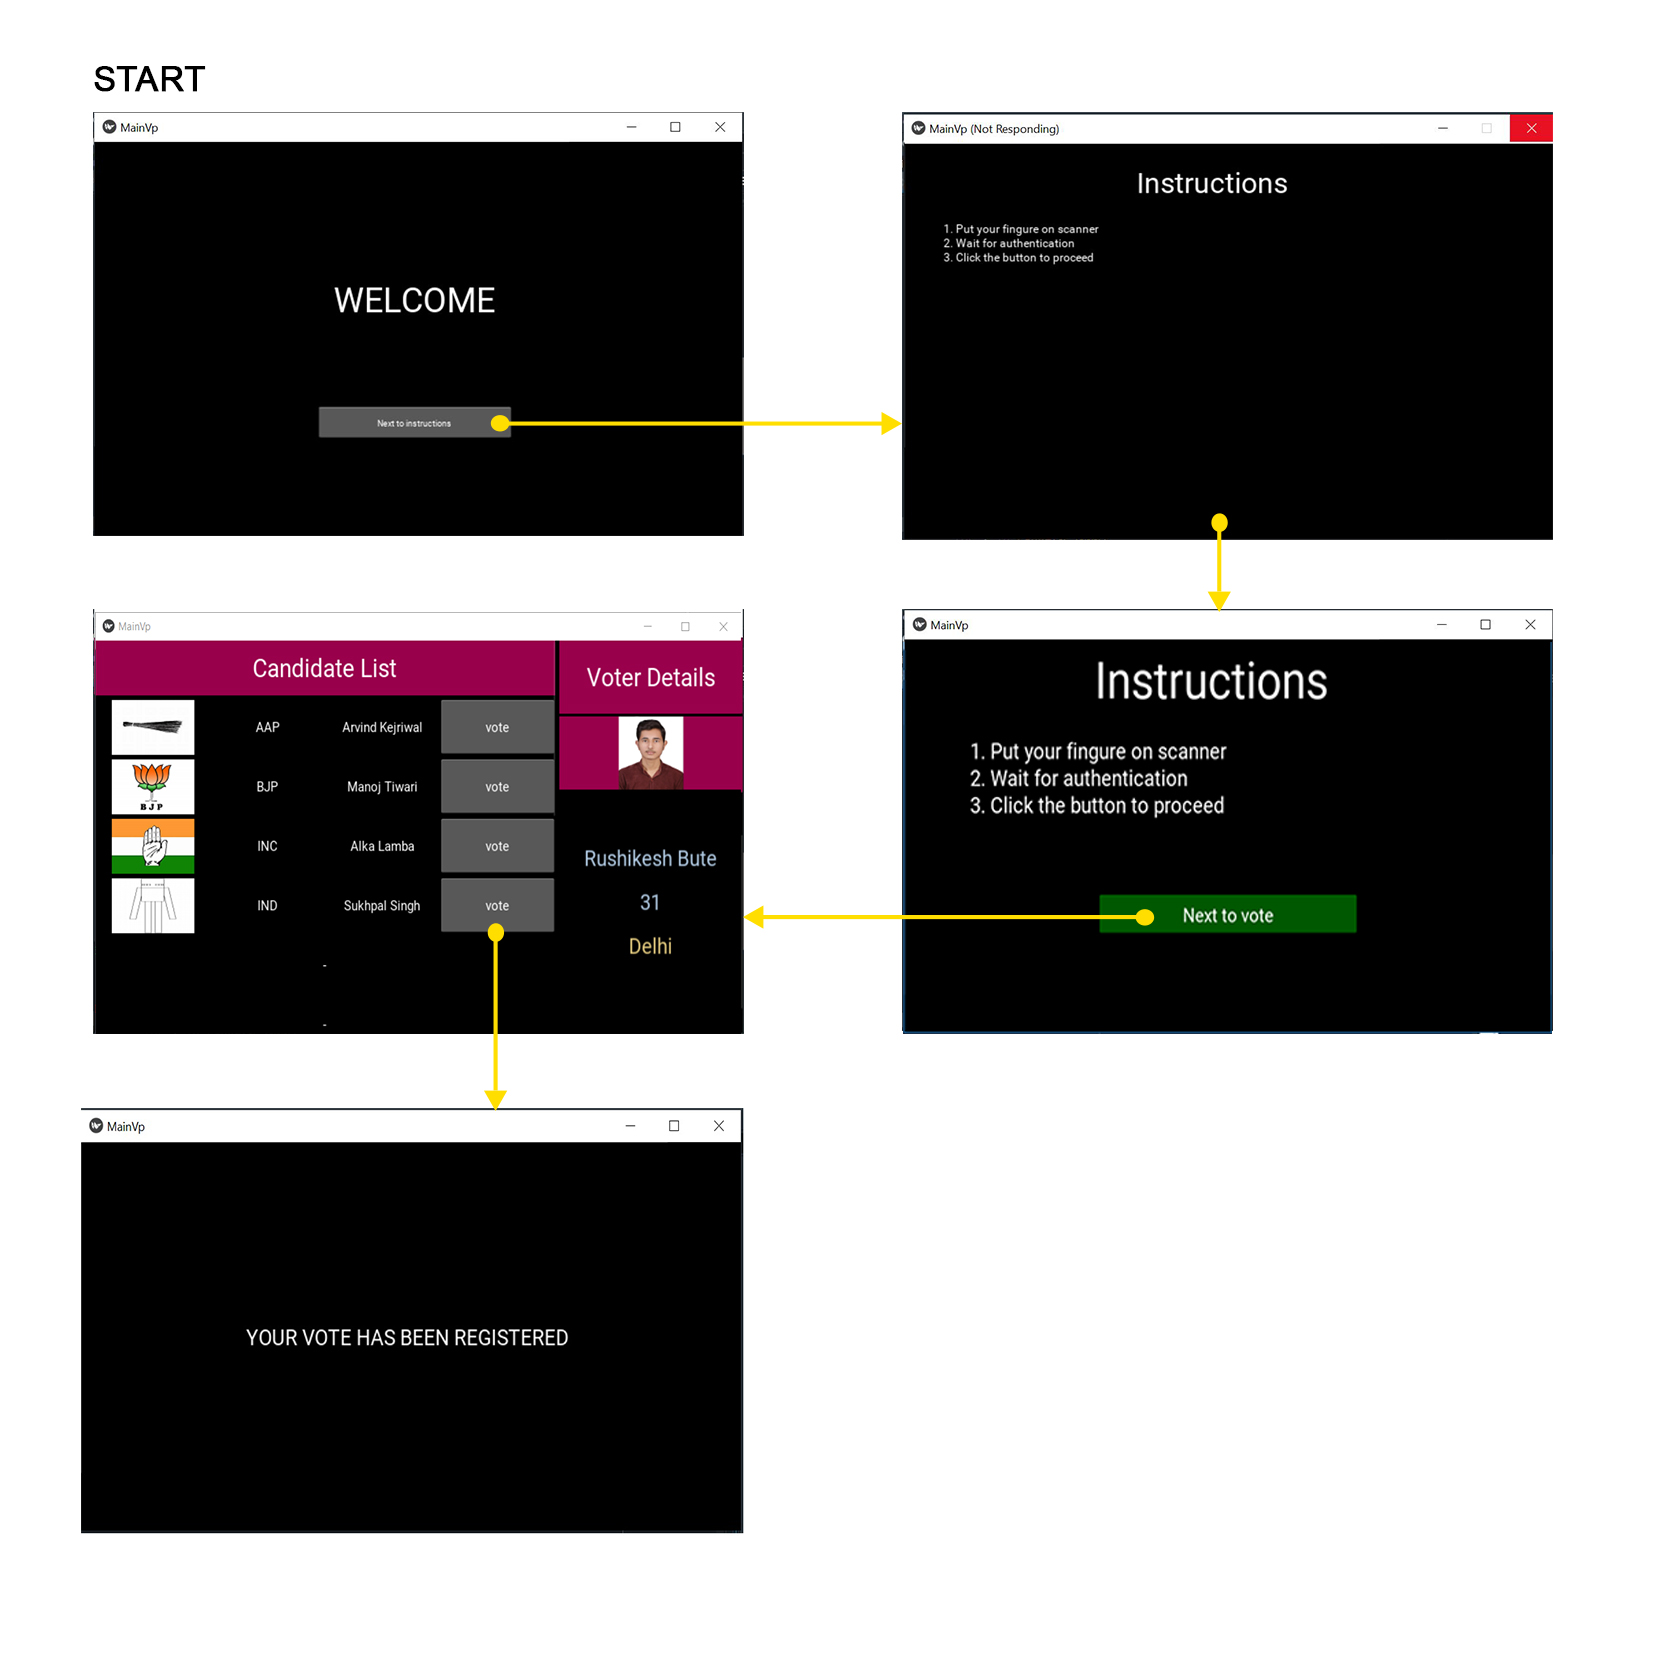 START
MainVp
WELCOME
Next to instructions
MainVp (Not Responding)
Instructions
1. Put your fingure on scanner
2. Wait for authentication
3. Click the button to proceed
MainVp
Instructions
1. Put your fingure on scanner
2. Wait for authentication
3. Click the button to proceed
Next to vote
MainVp
Candidate List
AAP Arvind Kejriwal vote
BJP BJP Manoj Tiwari vote
INC Alka Lamba vote
IND Sukhpal Singh vote
-
-
Voter Details
Rushikesh Bute
31
Delhi
MainVp
YOUR VOTE HAS BEEN REGISTERED